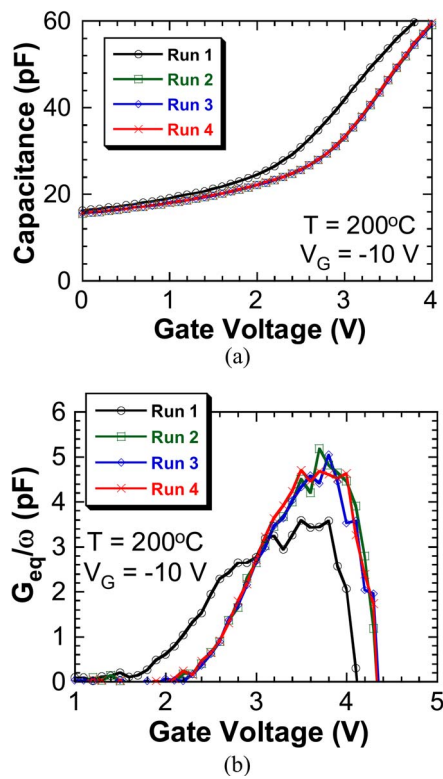 60
40
20
0
Capacitance (pF)
Run 1
Run 2
Run 3
Run 4
T = 200ºC
V_G = -10 V
0 1 2 3 4
Gate Voltage (V)
(a)
6
5
4
3
2
1
0
G_eq/ω (pF)
Run 1
Run 2
Run 3
Run 4
T = 200ºC
V_G = -10 V
1 2 3 4 5
Gate Voltage (V)
(b)